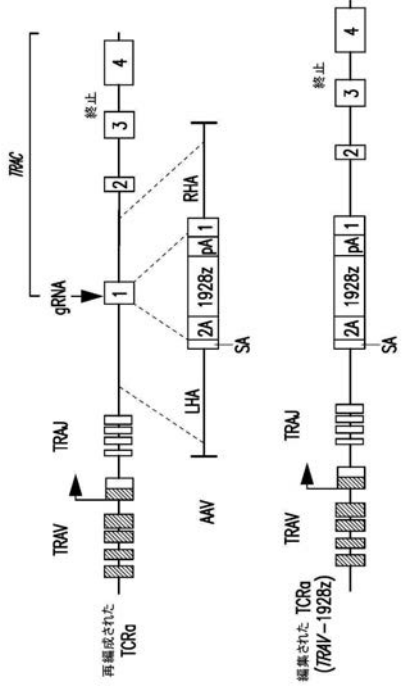 TRAC
gRNA
TRAV TRAJ
終止
再編成された
TCRα
1 2 3 4
LHA RHA
AAV
2A 1928z pA 1
SA
TRAV TRAJ
終止
編集された TCRα
(TRAV-1928z)
2A 1928z pA 1 2 3 4
SA